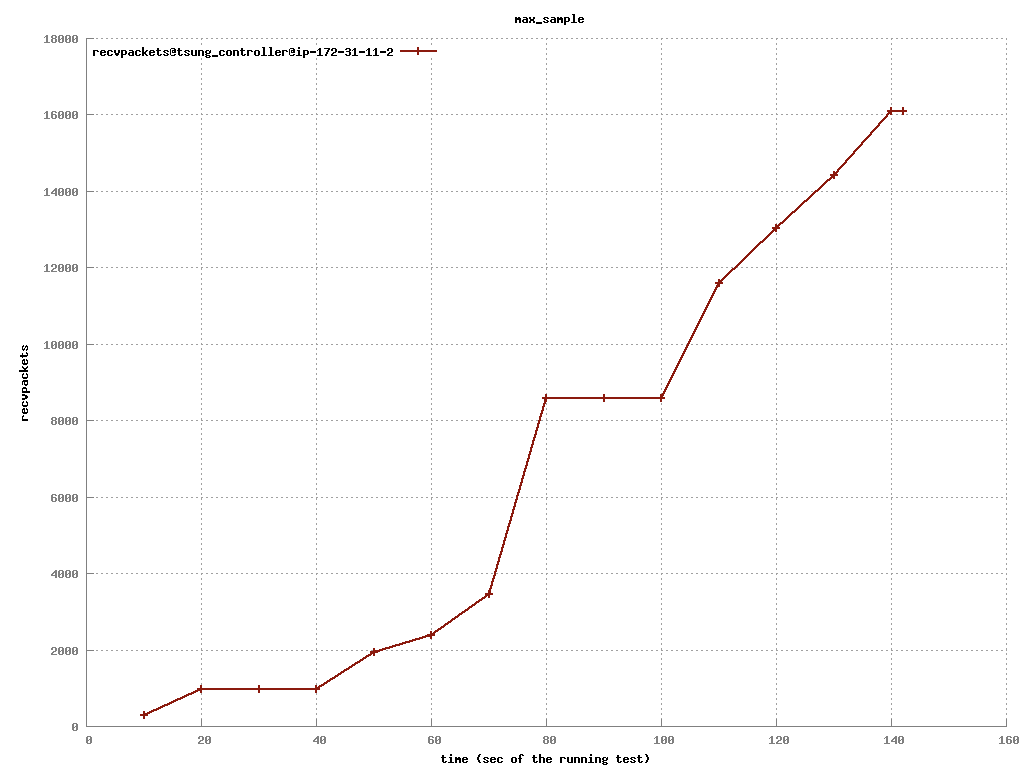 max_sample
recvpackets@tsung_controller@ip-172-31-11-2
18000
16000
14000
12000
10000
8000
6000
4000
2000
0
recvpackets
0 20 40 60 80 100 120 140 160
time (sec of the running test)